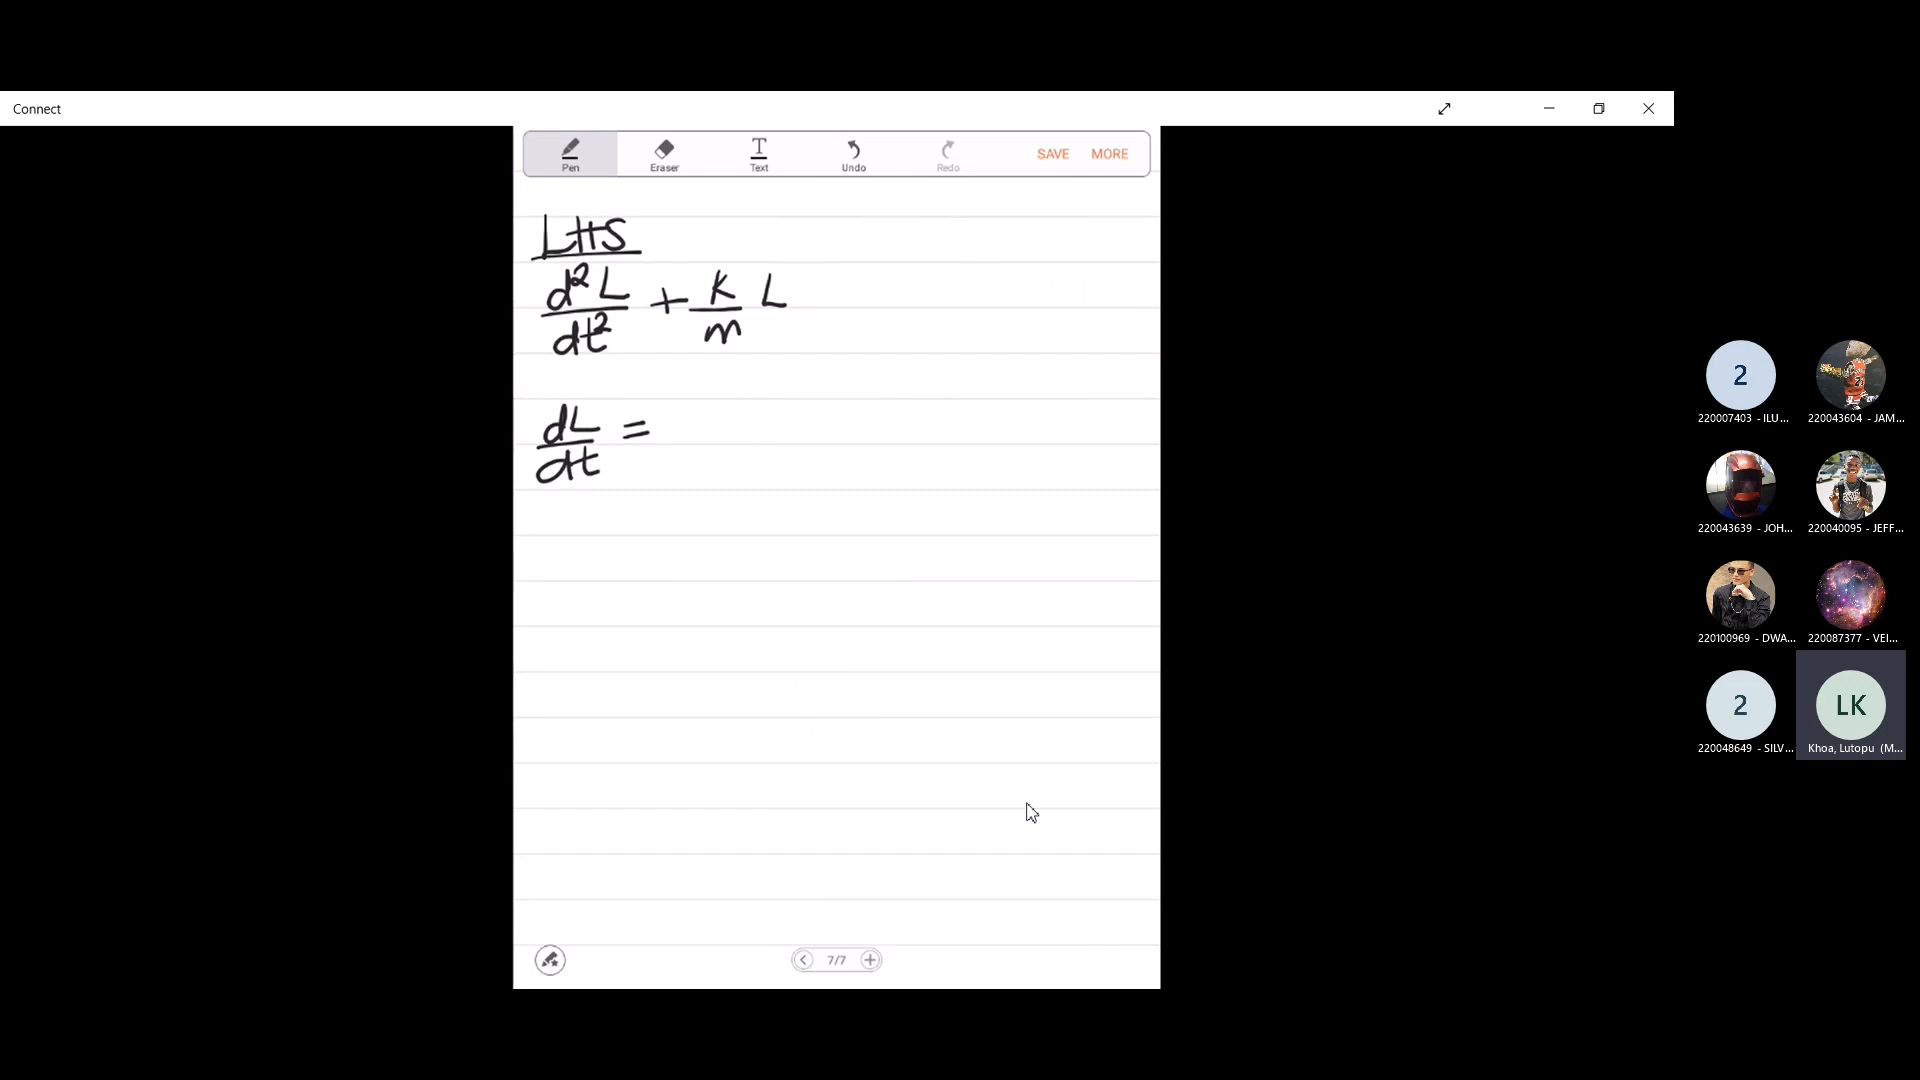 Connect
Pen
Eraser
Text
Undo
Redo
SAVE
MORE
LHS
d²L/dt² + k/m L
dL/dt =
7/7
2
220007403 - ILU...
220043604 - JAM...
220043639 - JOH...
220040095 - JEFF...
220100969 - DWA...
220087377 - VEI...
2
220048649 - SILV...
LK
Khoa, Lutopu (M...